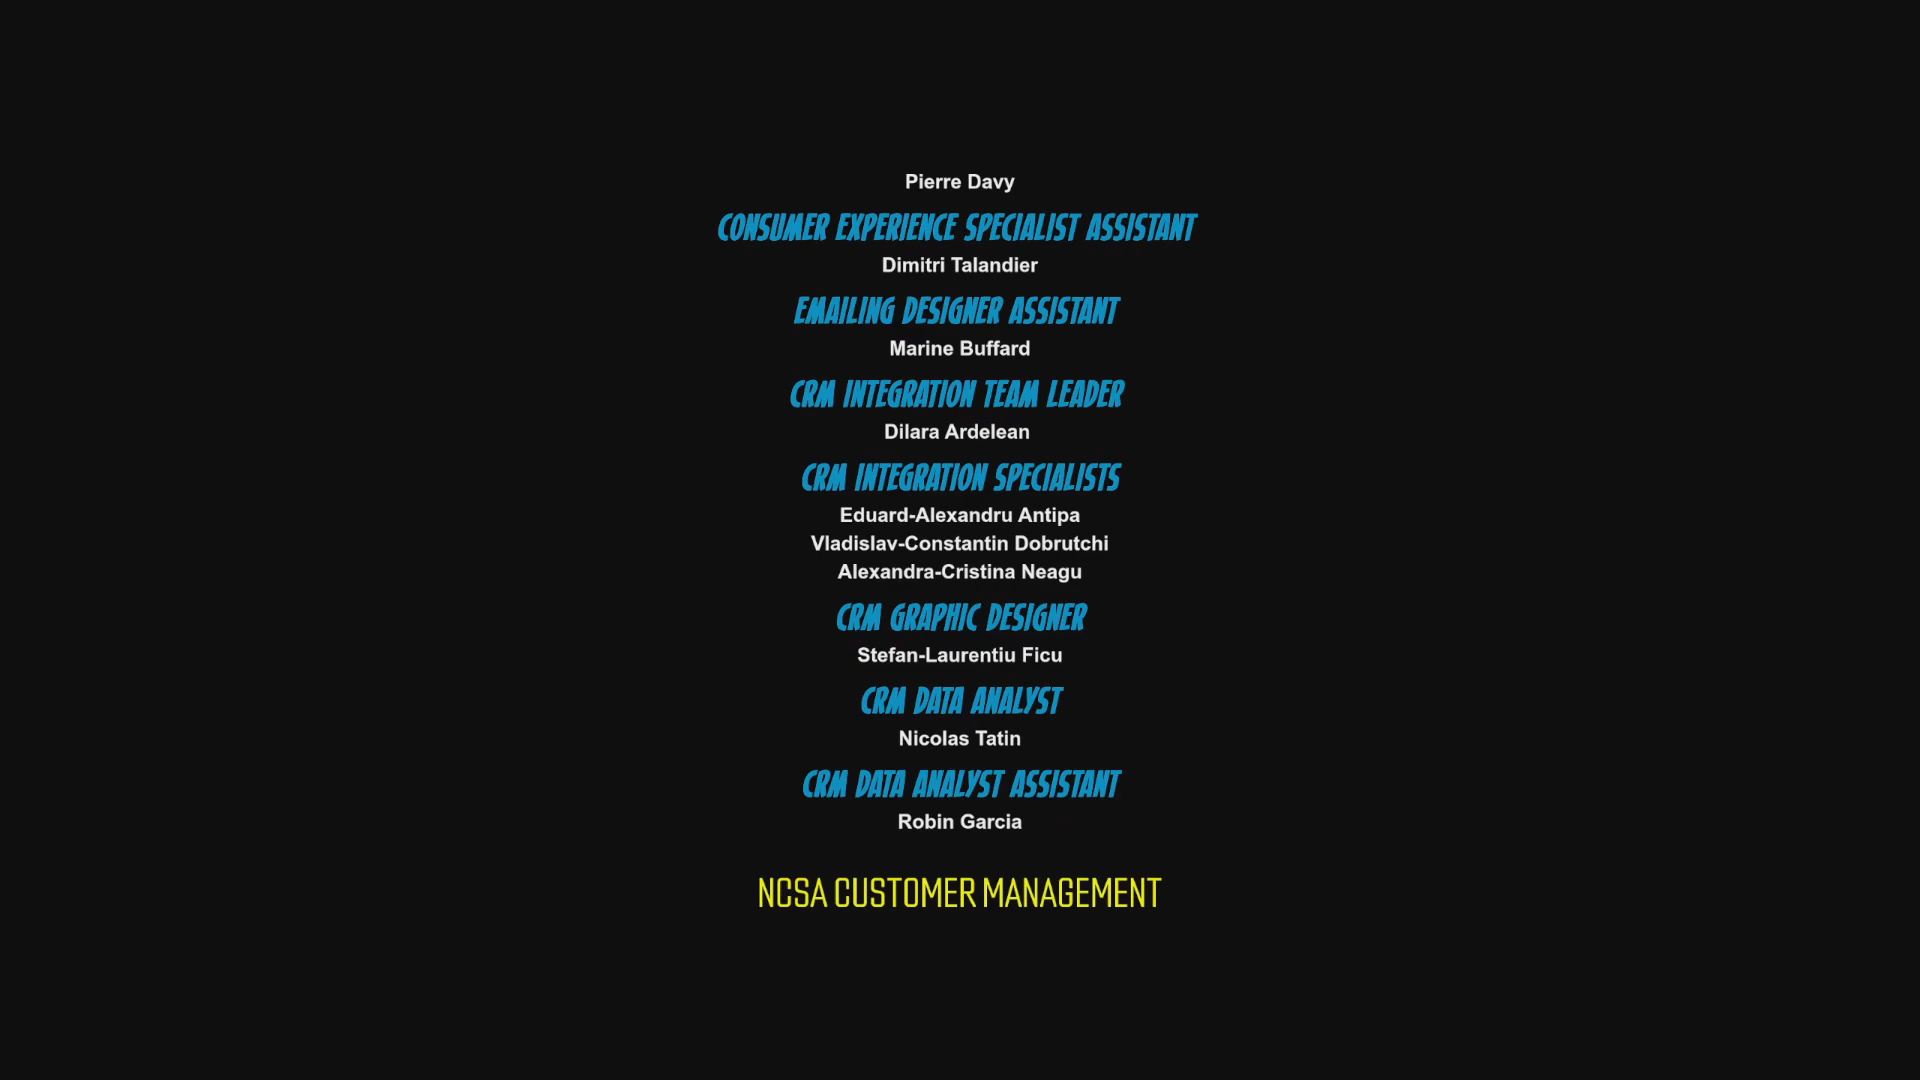 Pierre Davy
CONSUMER EXPERIENCE SPECIALIST ASSISTANT
Dimitri Talandier
EMAILING DESIGNER ASSISTANT
Marine Buffard
CRM INTEGRATION TEAM LEADER
Dilara Ardelean
CRM INTEGRATION SPECIALISTS
Eduard-Alexandru Antipa
Vladislav-Constantin Dobrutchi
Alexandra-Cristina Neagu
CRM GRAPHIC DESIGNER
Stefan-Laurentiu Ficu
CRM DATA ANALYST
Nicolas Tatin
CRM DATA ANALYST ASSISTANT
Robin Garcia
NCSA CUSTOMER MANAGEMENT